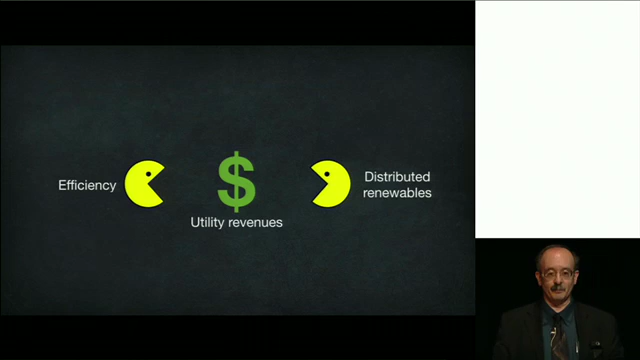 Efficiency
$
Utility revenues
Distributed
renewables